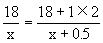 18/x = (18 + 1×2)/(x + 0.5)